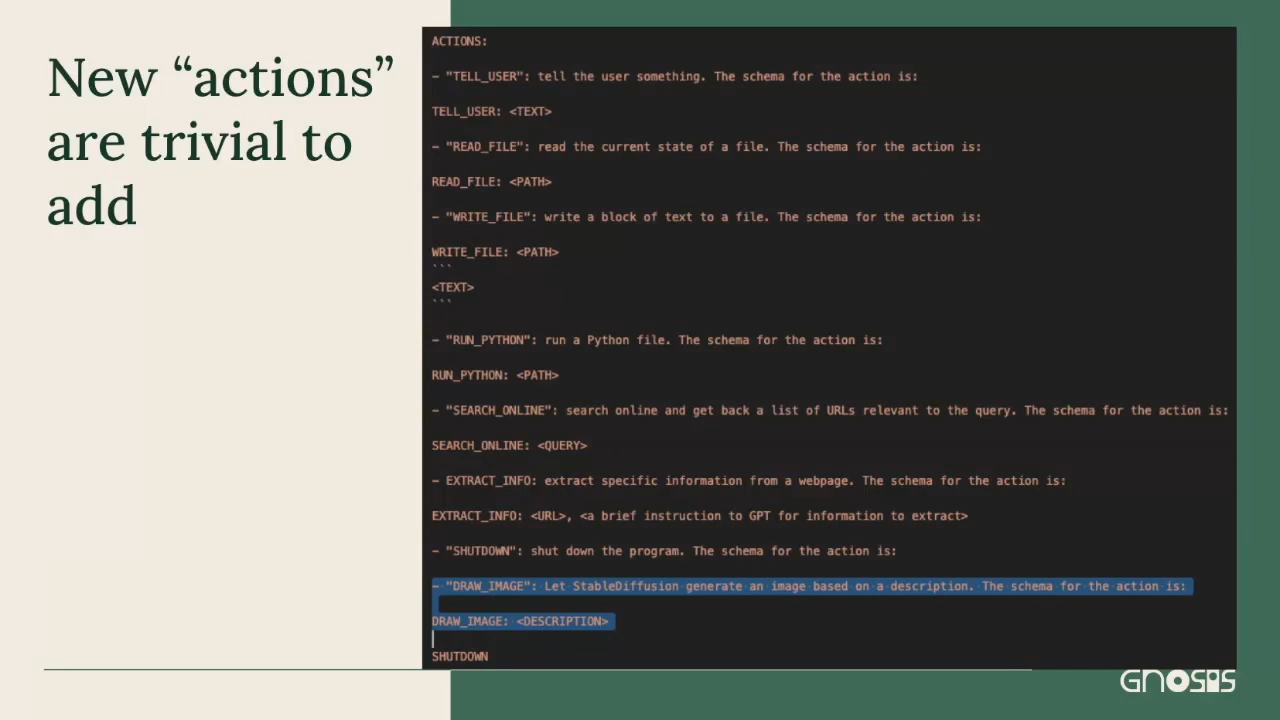 New “actions”
are trivial to
add
ACTIONS:
– "TELL_USER": tell the user something. The schema for the action is:
TELL_USER: <TEXT>
– "READ_FILE": read the current state of a file. The schema for the action is:
READ_FILE: <PATH>
– "WRITE_FILE": write a block of text to a file. The schema for the action is:
WRITE_FILE: <PATH>
```
<TEXT>
```
– "RUN_PYTHON": run a Python file. The schema for the action is:
RUN_PYTHON: <PATH>
– "SEARCH_ONLINE": search online and get back a list of URLs relevant to the query. The schema for the action is:
SEARCH_ONLINE: <QUERY>
– EXTRACT_INFO: extract specific information from a webpage. The schema for the action is:
EXTRACT_INFO: <URL>, <a brief instruction to GPT for information to extract>
– "SHUTDOWN": shut down the program. The schema for the action is:
– "DRAW_IMAGE": Let StableDiffusion generate an image based on a description. The schema for the action is:
DRAW_IMAGE: <DESCRIPTION>
SHUTDOWN
GNOSIS